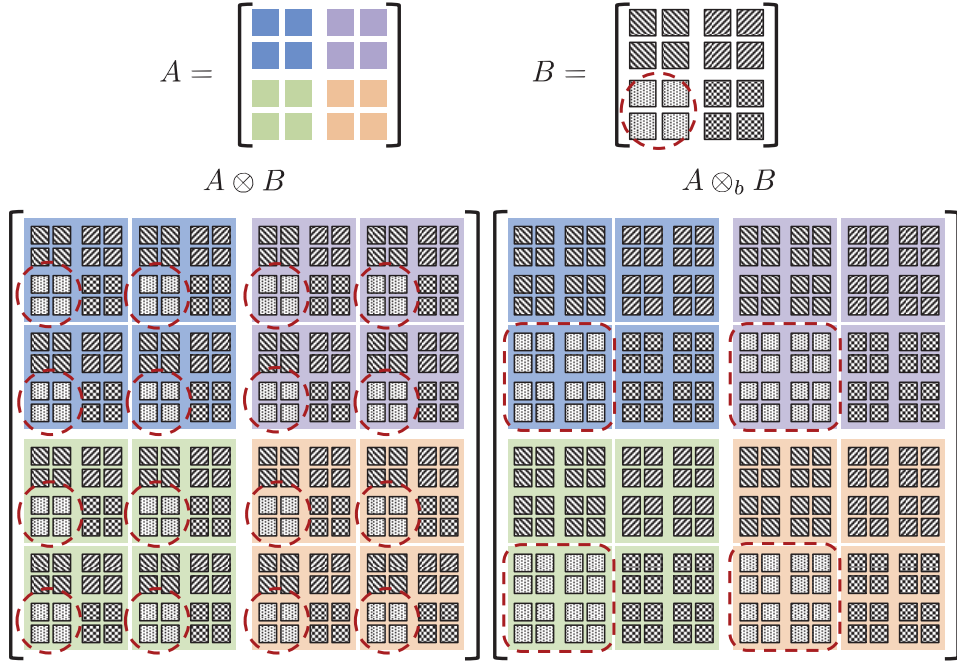 A =
B =
A ⊗ B
A ⊗_b B